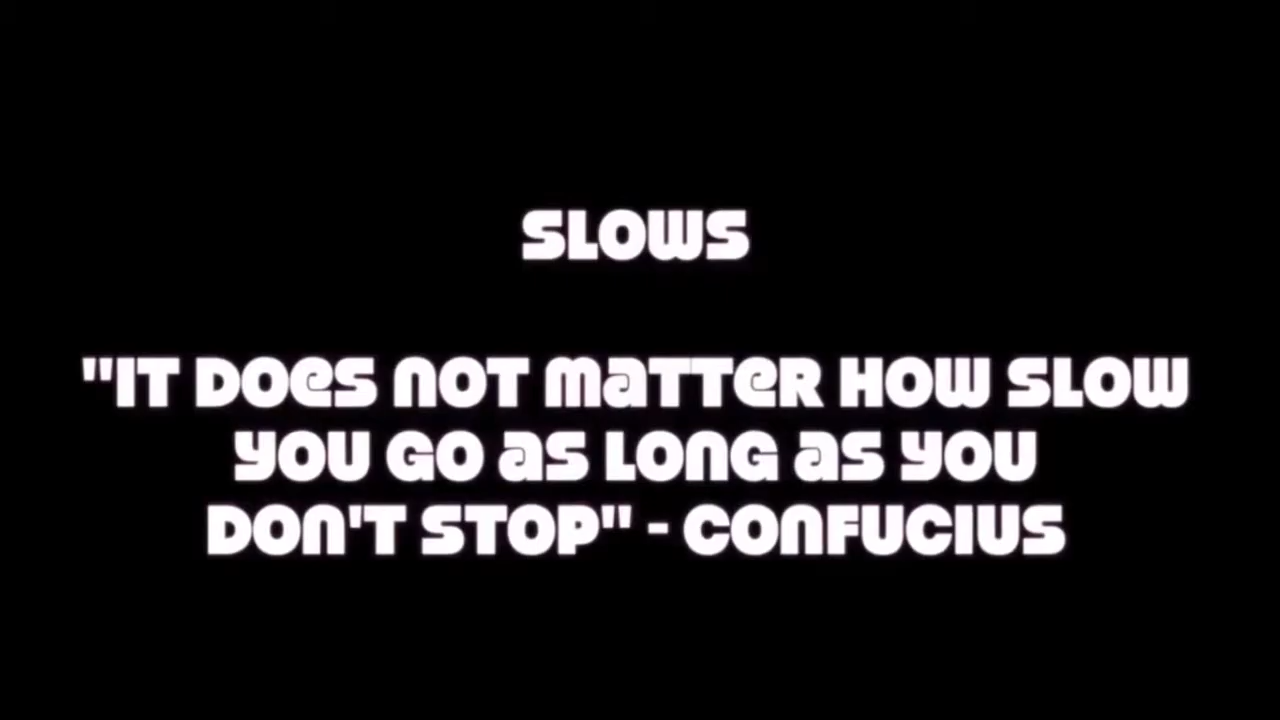 SLOWS
"IT DOES NOT MATTER HOW SLOW
YOU GO AS LONG AS YOU
DON'T STOP" - CONFUCIUS